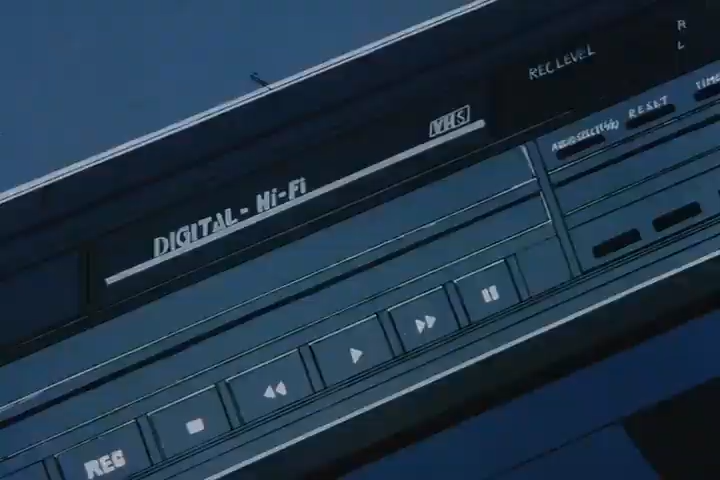 REC LEVEL
R
L
VHS
DIGITAL- Hi-Fi
RESET
REC